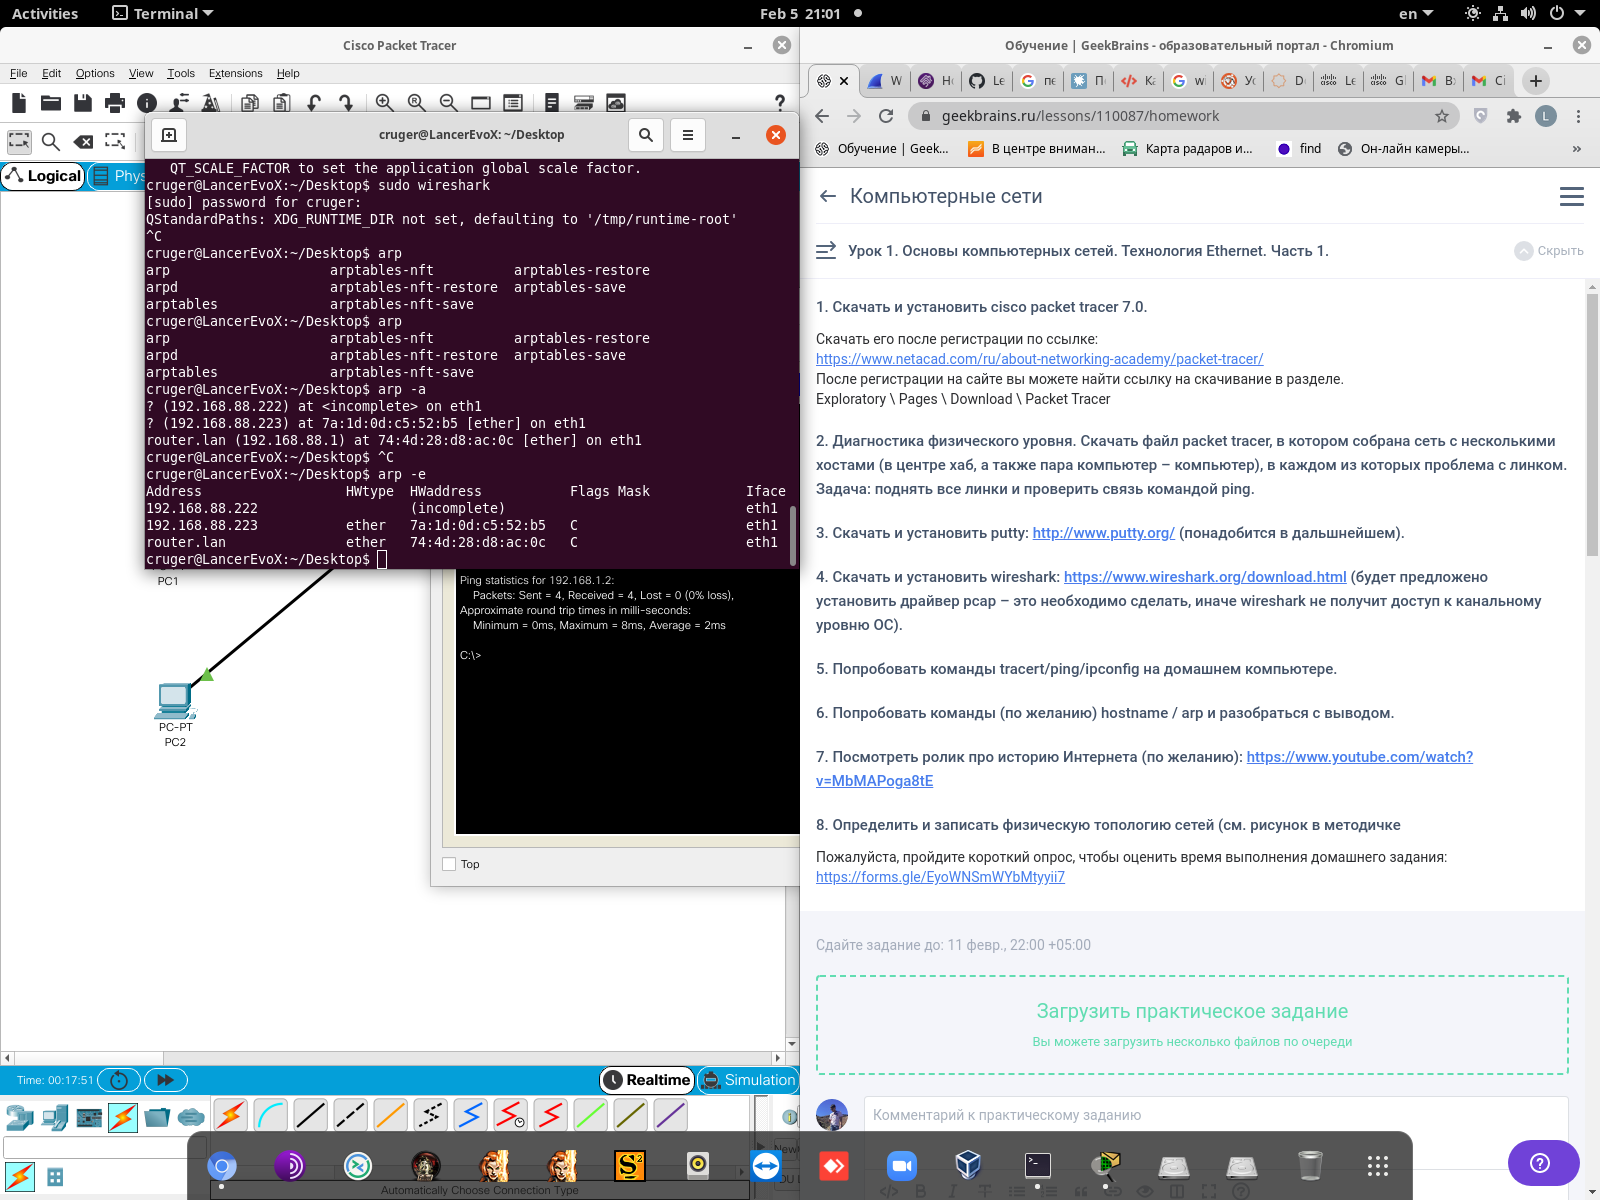 Activities
Terminal
Feb 5 21:01
en
Cisco Packet Tracer
File Edit Options View Tools Extensions Help
Logical
Phys
cruger@LancerEvoX: ~/Desktop
QT_SCALE_FACTOR to set the application global scale factor.
cruger@LancerEvoX:~/Desktop$ sudo wireshark
[sudo] password for cruger:
QStandardPaths: XDG_RUNTIME_DIR not set, defaulting to '/tmp/runtime-root'
^C
cruger@LancerEvoX:~/Desktop$ arp
arp arptables-nft arptables-restore
arpd arptables-nft-restore arptables-save
arptables arptables-nft-save
cruger@LancerEvoX:~/Desktop$ arp
arp arptables-nft arptables-restore
arpd arptables-nft-restore arptables-save
arptables arptables-nft-save
cruger@LancerEvoX:~/Desktop$ arp -a
? (192.168.88.222) at <incomplete> on eth1
? (192.168.88.223) at 7a:1d:0d:c5:52:b5 [ether] on eth1
router.lan (192.168.88.1) at 74:4d:28:d8:ac:0c [ether] on eth1
cruger@LancerEvoX:~/Desktop$ ^C
cruger@LancerEvoX:~/Desktop$ arp -e
Address HWtype HWaddress Flags Mask Iface
192.168.88.222 (incomplete) eth1
192.168.88.223 ether 7a:1d:0d:c5:52:b5 C eth1
router.lan ether 74:4d:28:d8:ac:0c C eth1
cruger@LancerEvoX:~/Desktop$
PC1
PC-PT
PC2
Ping statistics for 192.168.1.2:
Packets: Sent = 4, Received = 4, Lost = 0 (0% loss),
Approximate round trip times in milli-seconds:
Minimum = 0ms, Maximum = 8ms, Average = 2ms
C:\>
Top
Time: 00:17:51
Realtime
Simulation
Automatically Choose Connection Type
Обучение | GeekBrains - образовательный портал - Chromium
geekbrains.ru/lessons/110087/homework
Обучение | Geek...
В центре вниман...
Карта радаров и...
find
Он-лайн камеры...
»
Компьютерные сети
Урок 1. Основы компьютерных сетей. Технология Ethernet. Часть 1.
Скрыть
1. Скачать и установить cisco packet tracer 7.0.
Скачать его после регистрации по ссылке:
https://www.netacad.com/ru/about-networking-academy/packet-tracer/
После регистрации на сайте вы можете найти ссылку на скачивание в разделе.
Exploratory \ Pages \ Download \ Packet Tracer
2. Диагностика физического уровня. Скачать файл packet tracer, в котором собрана сеть с несколькими
хостами (в центре хаб, а также пара компьютер – компьютер), в каждом из которых проблема с линком.
Задача: поднять все линки и проверить связь командой ping.
3. Скачать и установить putty: http://www.putty.org/ (понадобится в дальшнейшем).
4. Скачать и установить wireshark: https://www.wireshark.org/download.html (будет предложено
установить драйвер pcap – это необходимо сделать, иначе wireshark не получит доступ к канальному
уровню ОС).
5. Попробовать команды tracert/ping/ipconfig на домашнем компьютере.
6. Попробовать команды (по желанию) hostname / arp и разобраться с выводом.
7. Посмотреть ролик про историю Интернета (по желанию): https://www.youtube.com/watch?
v=MbMAPoga8tE
8. Определить и записать физическую топологию сетей (см. рисунок в методичке
Пожалуйста, пройдите короткий опрос, чтобы оценить время выполнения домашнего задания:
https://forms.gle/EyoWNSmWYbMtyyii7
Сдайте задание до: 11 февр., 22:00 +05:00
Загрузить практическое задание
Вы можете загрузить несколько файлов по очереди
Комментарий к практическому заданию